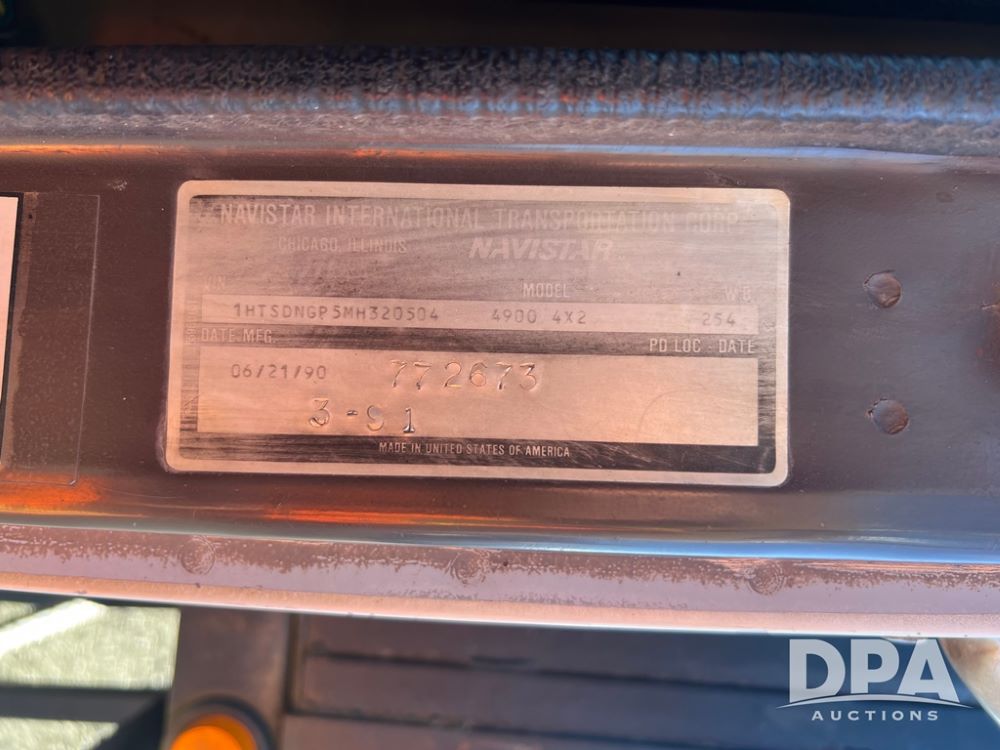 NAVISTAR INTERNATIONAL TRANSPORTATION CORP
CHICAGO, ILLINOIS NAVISTAR
VIN MODEL W.B.
1HTSDNGP5MH320504 4900 4X2 254
DATE MFG. PD LOC - DATE
06/21/90 772673
3-91
MADE IN UNITED STATES OF AMERICA
DPA
AUCTIONS